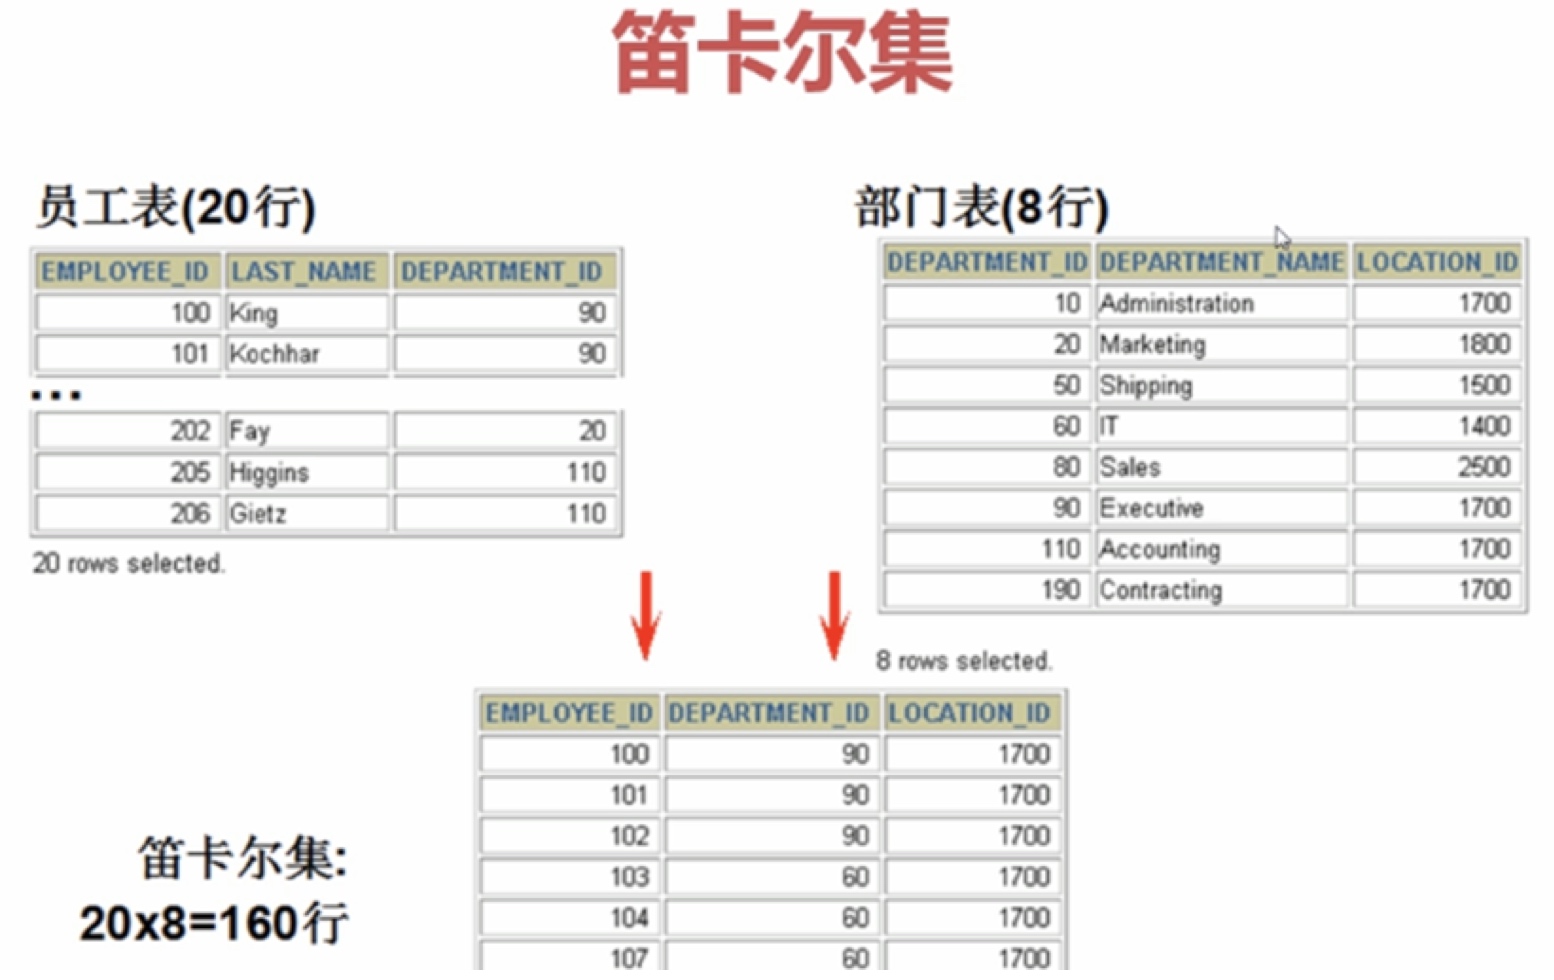 笛卡尔集
员工表(20行)
EMPLOYEE_ID LAST_NAME DEPARTMENT_ID
100 King 90
101 Kochhar 90
...
202 Fay 20
205 Higgins 110
206 Gietz 110
20 rows selected.
部门表(8行)
DEPARTMENT_ID DEPARTMENT_NAME LOCATION_ID
10 Administration 1700
20 Marketing 1800
50 Shipping 1500
60 IT 1400
80 Sales 2500
90 Executive 1700
110 Accounting 1700
190 Contracting 1700
8 rows selected.
笛卡尔集:
20x8=160行
EMPLOYEE_ID DEPARTMENT_ID LOCATION_ID
100 90 1700
101 90 1700
102 90 1700
103 60 1700
104 60 1700
107 60 1700